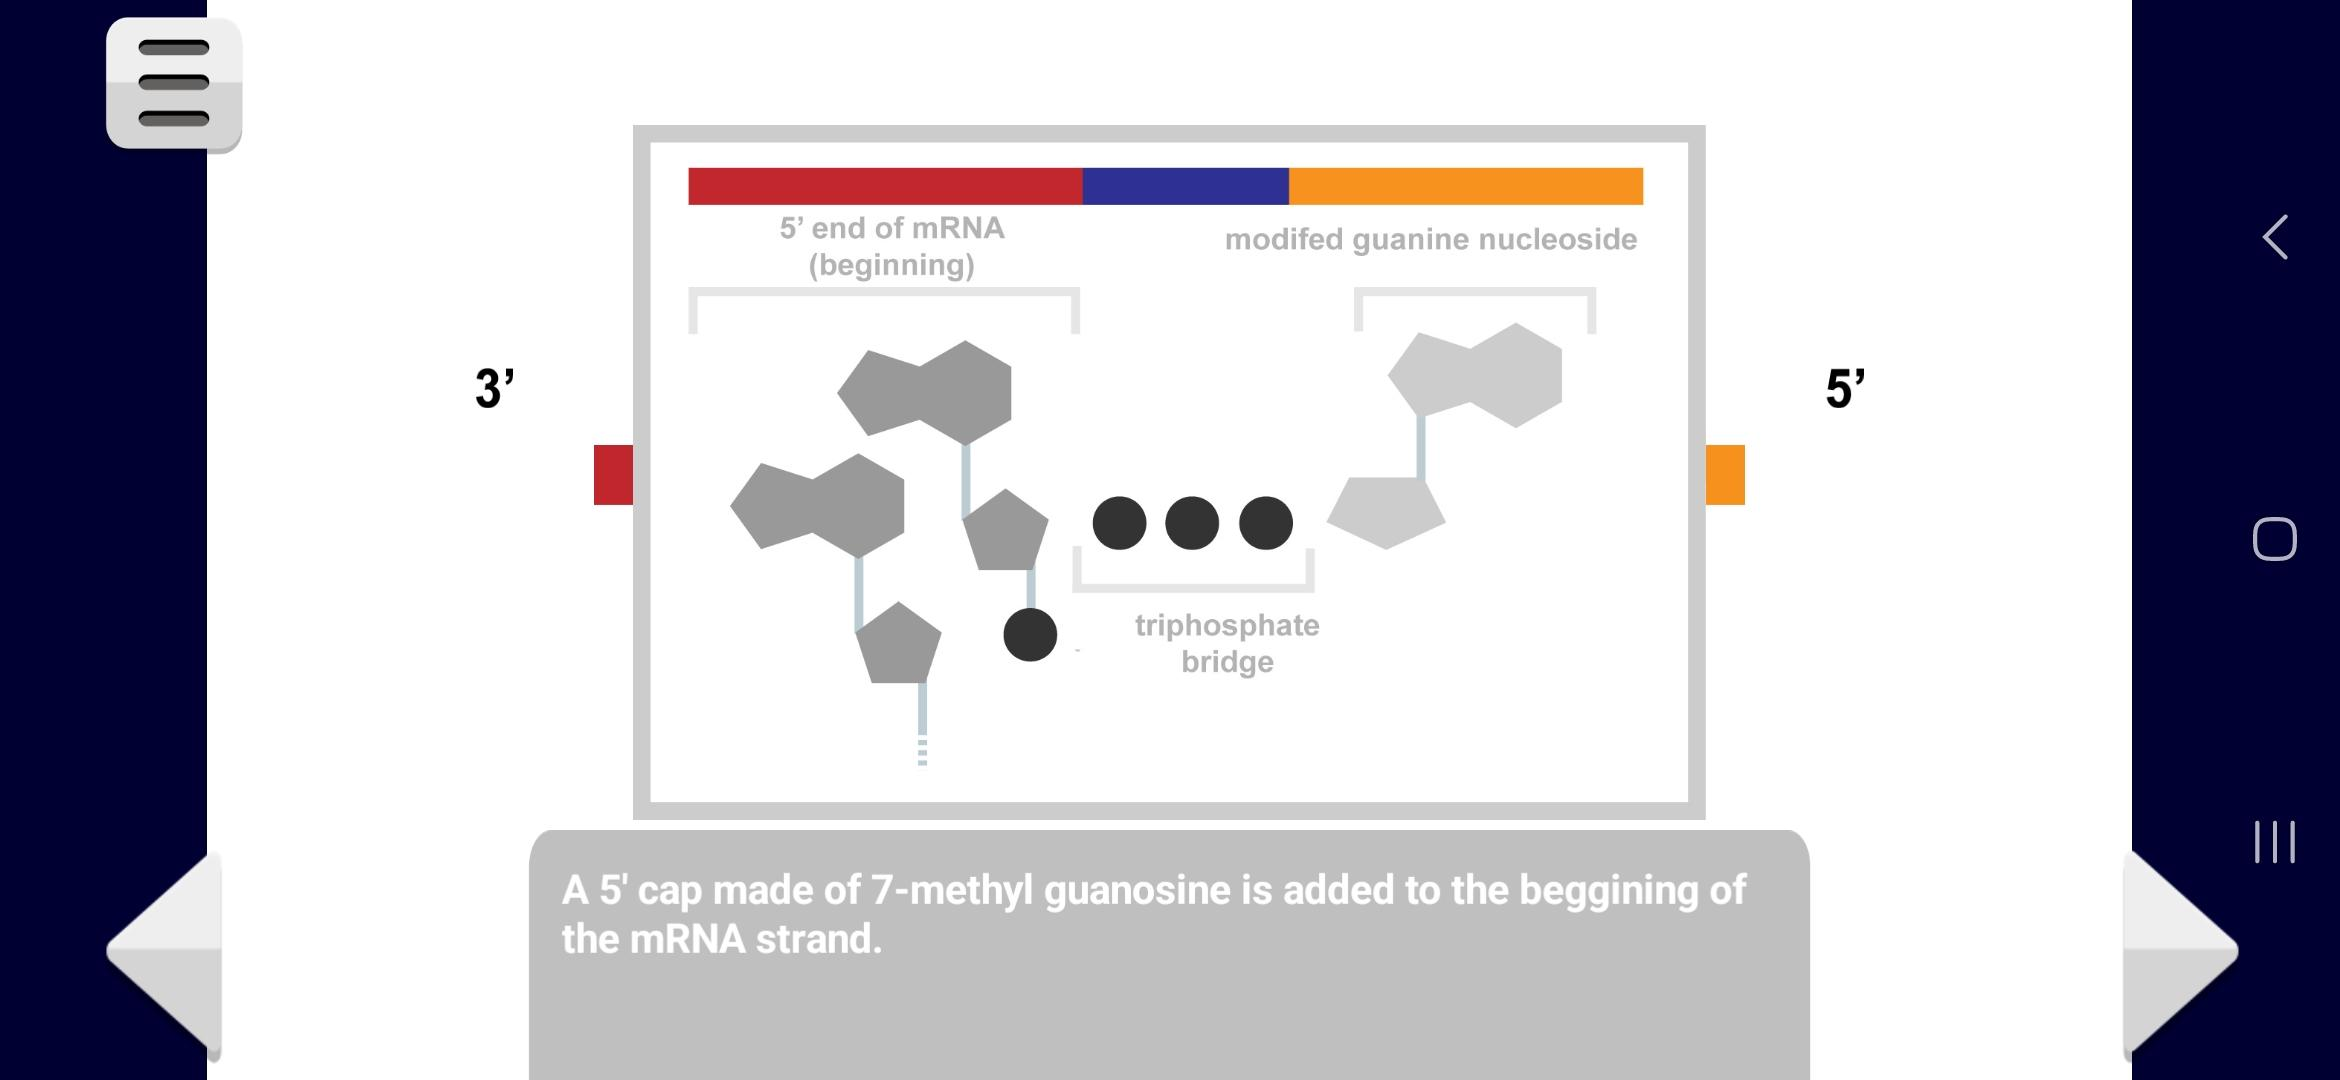 5’ end of mRNA
(beginning)
modifed guanine nucleoside
3’
5’
triphosphate
bridge
A 5' cap made of 7-methyl guanosine is added to the beggining of
the mRNA strand.